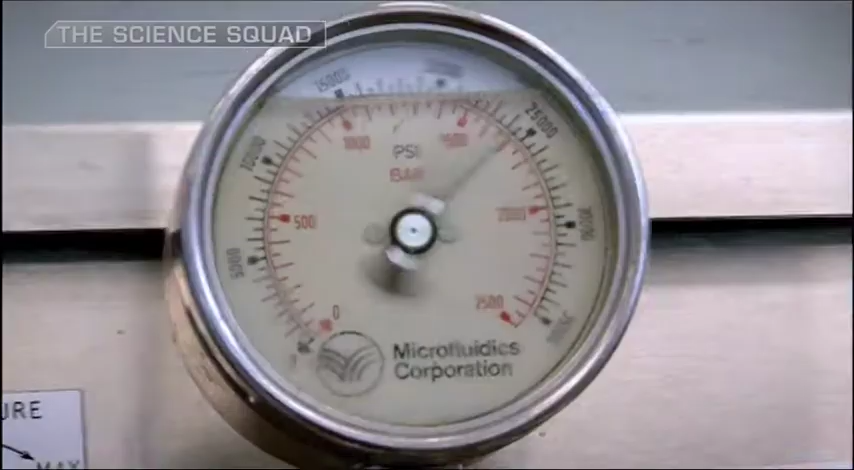 THE SCIENCE SQUAD
15000
25000
10000
1000
1500
PSI
BAR
500
2000
30000
5000
2500
0
Microfluidics
Corporation
URE
MAX